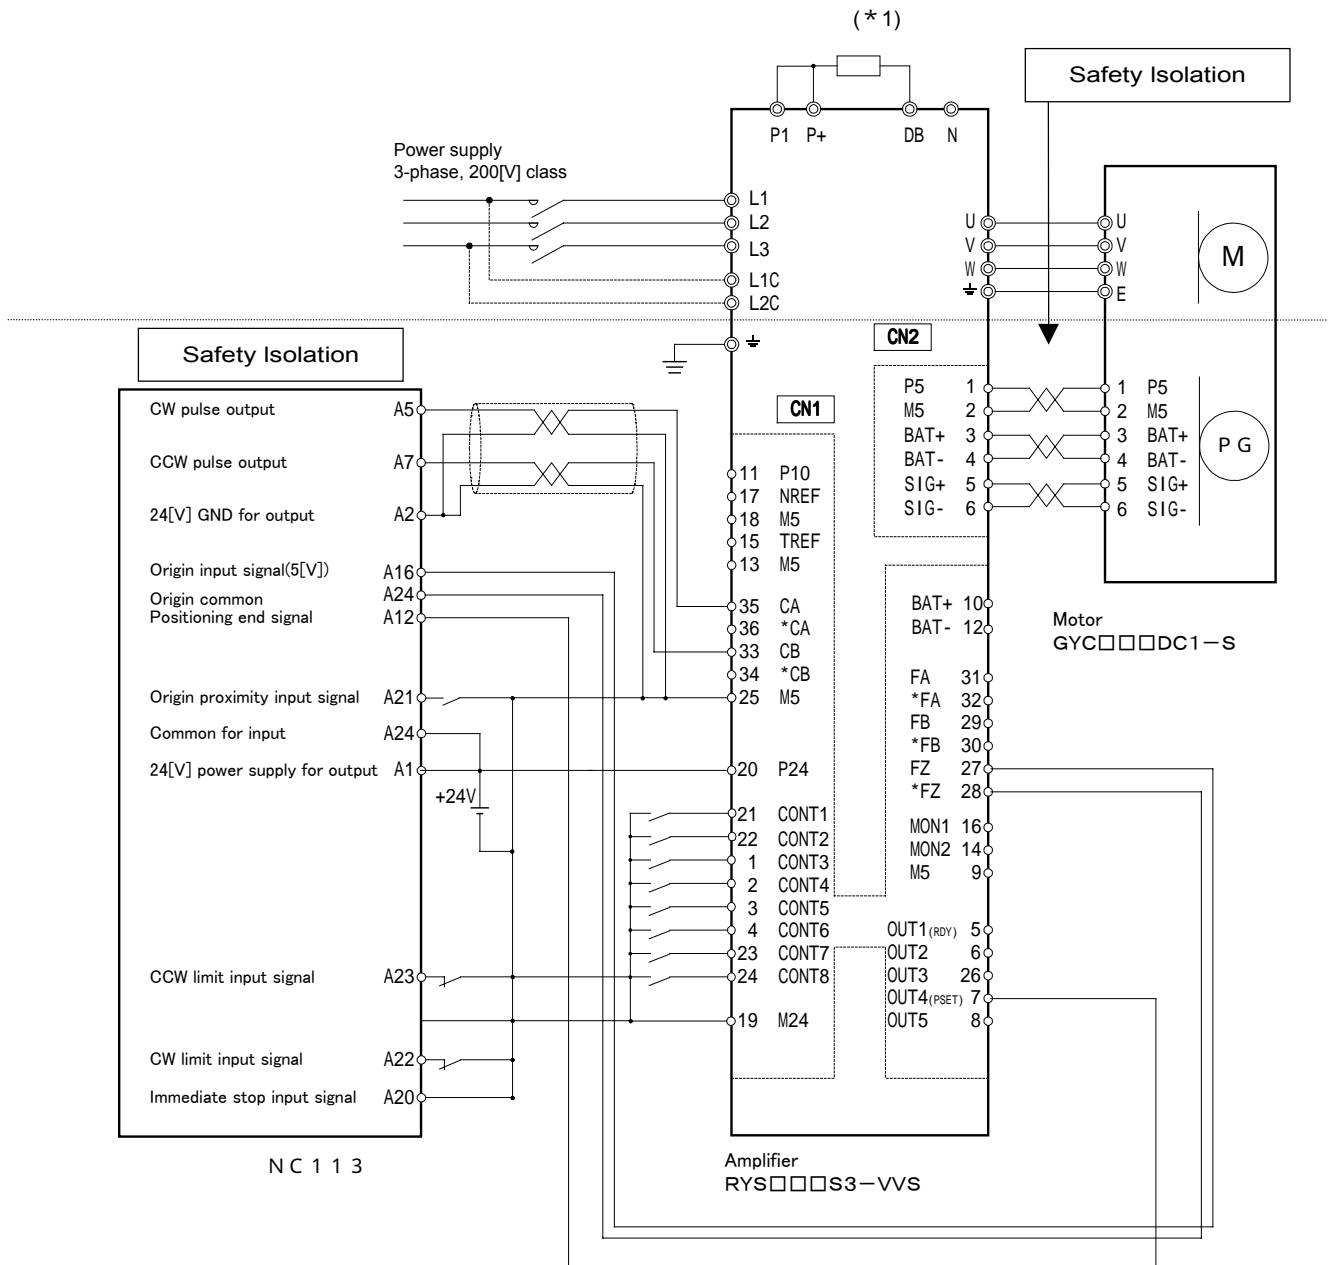 (*1)
Safety Isolation
P1 P+ DB N
Power supply
3-phase, 200[V] class
L1
L2
L3
L1C
L2C
U
V
W
U
V
W
E
M
Safety Isolation
CN2
CN1
CW pulse output A5
CCW pulse output A7
24[V] GND for output A2
Origin input signal(5[V]) A16
Origin common A24
Positioning end signal A12
Origin proximity input signal A21
Common for input A24
24[V] power supply for output A1
+24V
CCW limit input signal A23
CW limit input signal A22
Immediate stop input signal A20
NC113
11 P10
17 NREF
18 M5
15 TREF
13 M5
35 CA
36 *CA
33 CB
34 *CB
25 M5
20 P24
21 CONT1
22 CONT2
1 CONT3
2 CONT4
3 CONT5
4 CONT6
23 CONT7
24 CONT8
19 M24
P5 1
M5 2
BAT+ 3
BAT- 4
SIG+ 5
SIG- 6
1 P5
2 M5
3 BAT+
4 BAT-
5 SIG+
6 SIG-
PG
BAT+ 10
BAT- 12
FA 31
*FA 32
FB 29
*FB 30
FZ 27
*FZ 28
MON1 16
MON2 14
M5 9
OUT1(RDY) 5
OUT2 6
OUT3 26
OUT4(PSET) 7
OUT5 8
Motor
GYC□□□DC1-S
Amplifier
RYS□□□S3-VVS